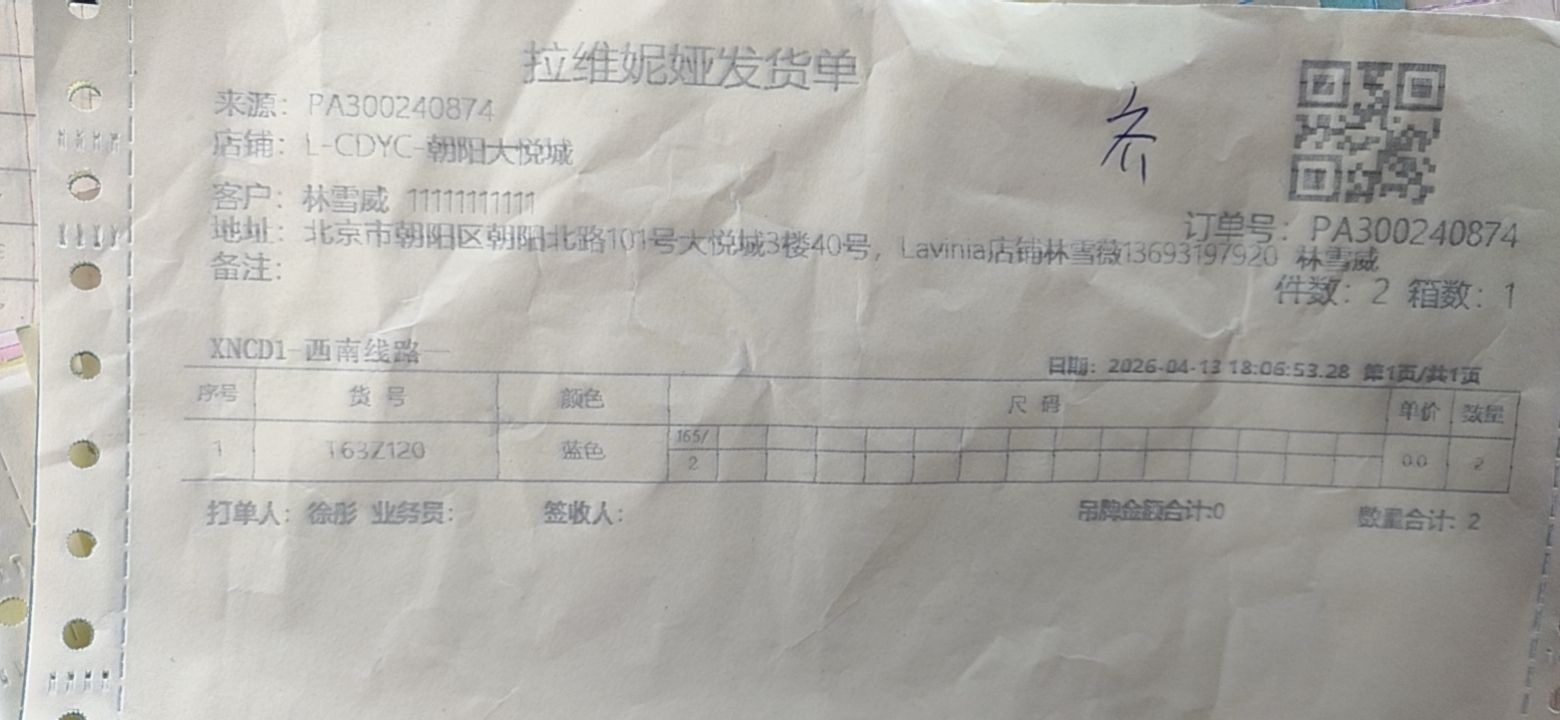 拉维妮娅发货单
来源：PA300240874
店铺：L-CDYC-朝阳大悦城
客户：林雪威 11111111111
订单号：PA300240874
地址：北京市朝阳区朝阳北路101号大悦城3楼40号，Lavinia店铺林雪薇13693197920 林雪威
备注：
件数：2 箱数：1
XNCD1-西南线路一
日期：2026-04-13 18:06:53.28 第1页/共1页
序号 货号 颜色 尺码 单价 数量
165/
1 T63Z120 蓝色 2 0.0 2
打单人：徐彤 业务员： 签收人： 吊牌金额合计:0 数量合计：2